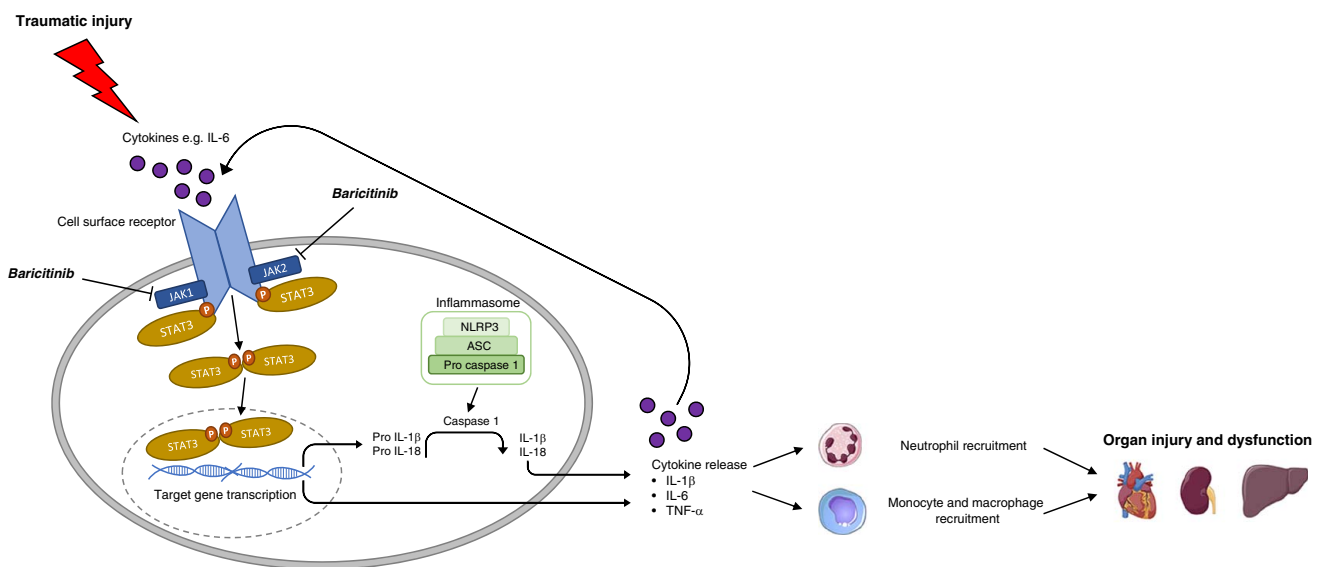 Traumatic injury
Cytokines e.g. IL-6
Baricitinib
Cell surface receptor
Baricitinib
JAK2
JAK1
P
STAT3
P
STAT3
Inflammasome
NLRP3
ASC
Pro caspase 1
P
P
STAT3
STAT3
Caspase 1
P
P
STAT3
STAT3
Pro IL-1β
Pro IL-18
IL-1β
IL-18
Target gene transcription
Cytokine release
• IL-1β
• IL-6
• TNF-α
Neutrophil recruitment
Monocyte and macrophage
recruitment
Organ injury and dysfunction